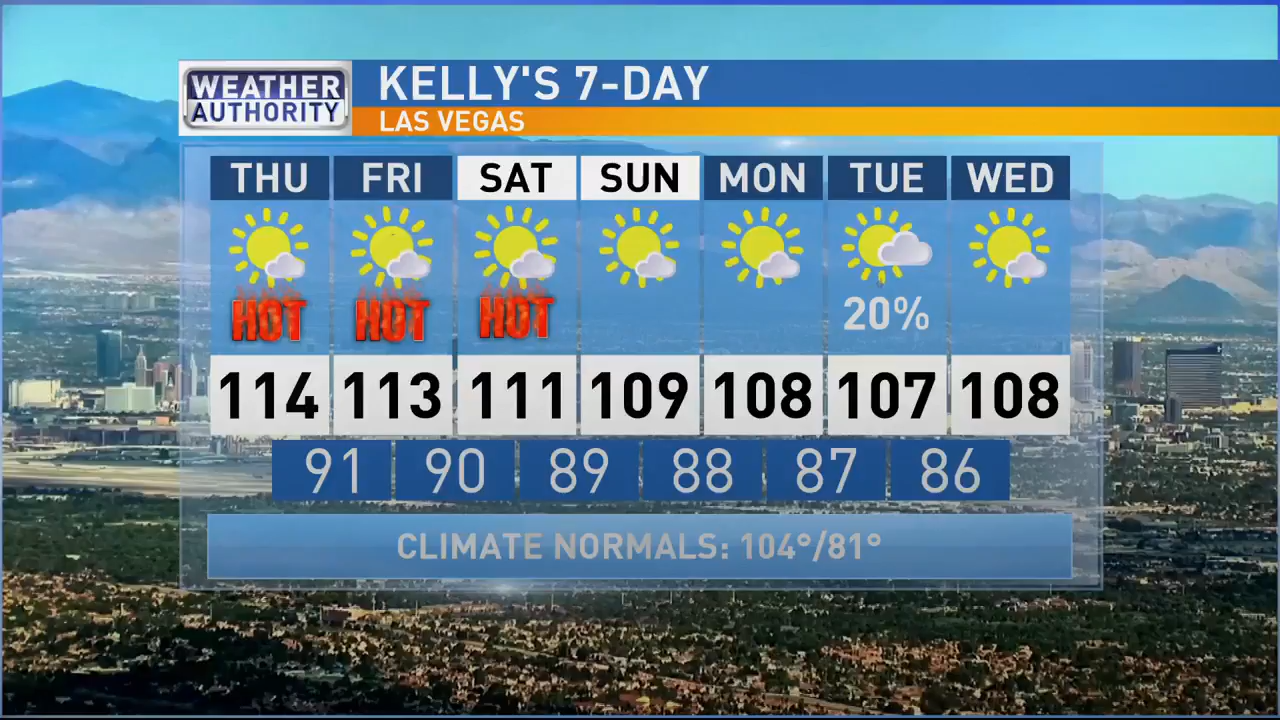 WEATHER
AUTHORITY
KELLY'S 7-DAY
LAS VEGAS
THU FRI SAT SUN MON TUE WED
HOT HOT HOT
20%
114 113 111 109 108 107 108
91 90 89 88 87 86
CLIMATE NORMALS: 104°/81°